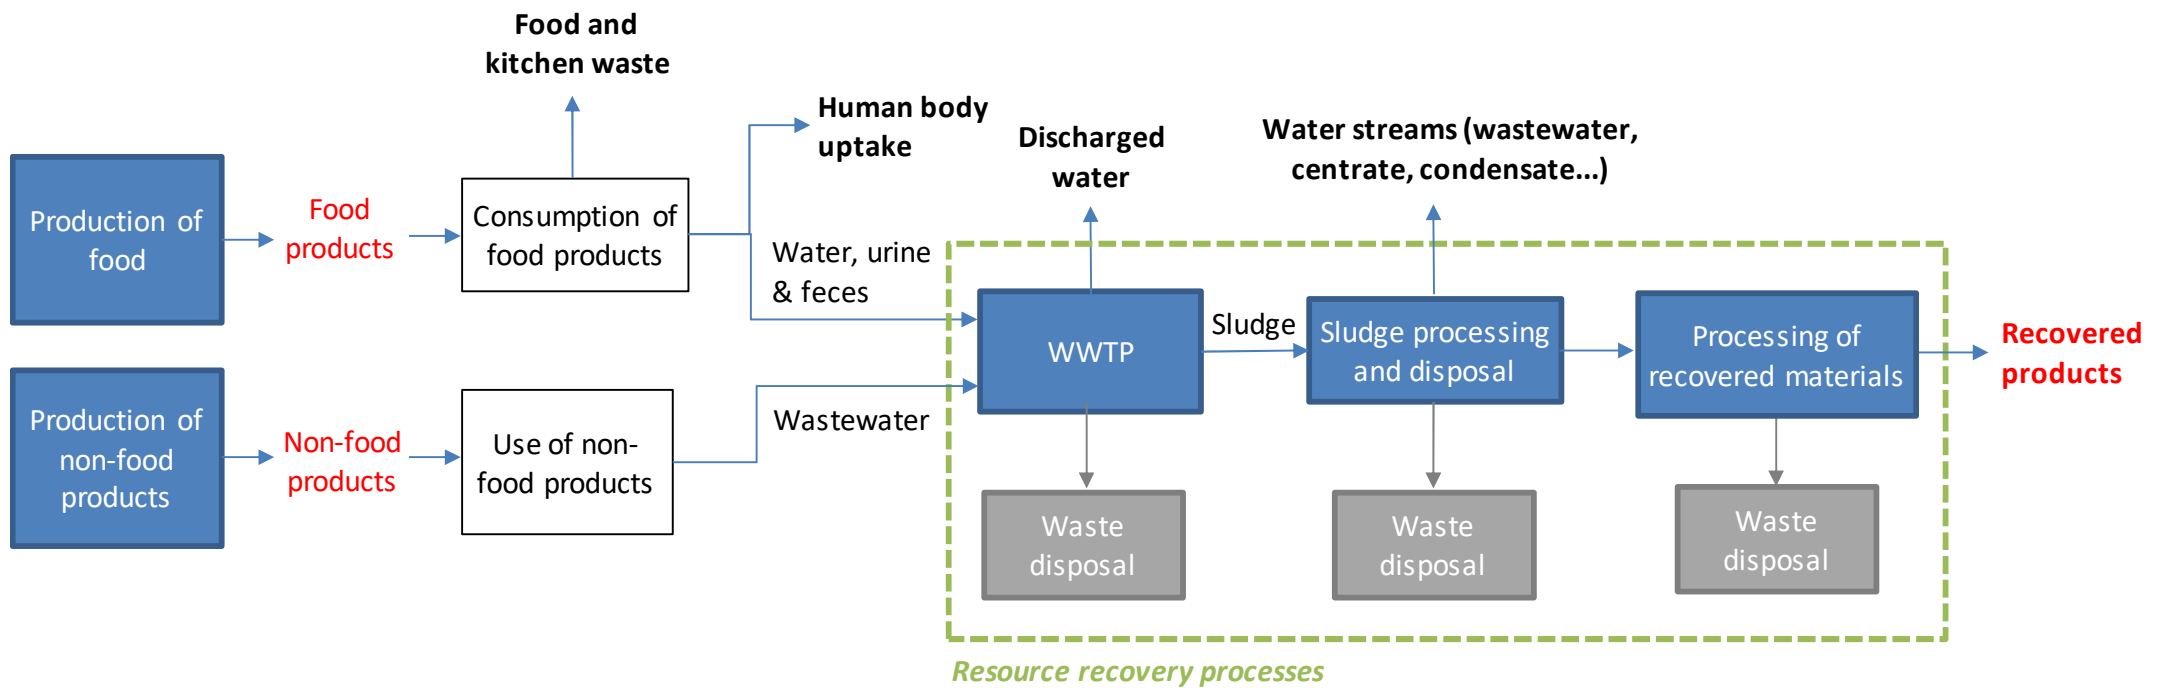 Food and
kitchen waste
Human body
uptake
Discharged
water
Water streams (wastewater,
centrate, condensate...)
Production of
food
Food
products
Consumption of
food products
Water, urine
& feces
WWTP
Sludge
Sludge processing
and disposal
Processing of
recovered materials
Recovered
products
Production of
non-food
products
Non-food
products
Use of non-
food products
Wastewater
Waste
disposal
Waste
disposal
Waste
disposal
Resource recovery processes